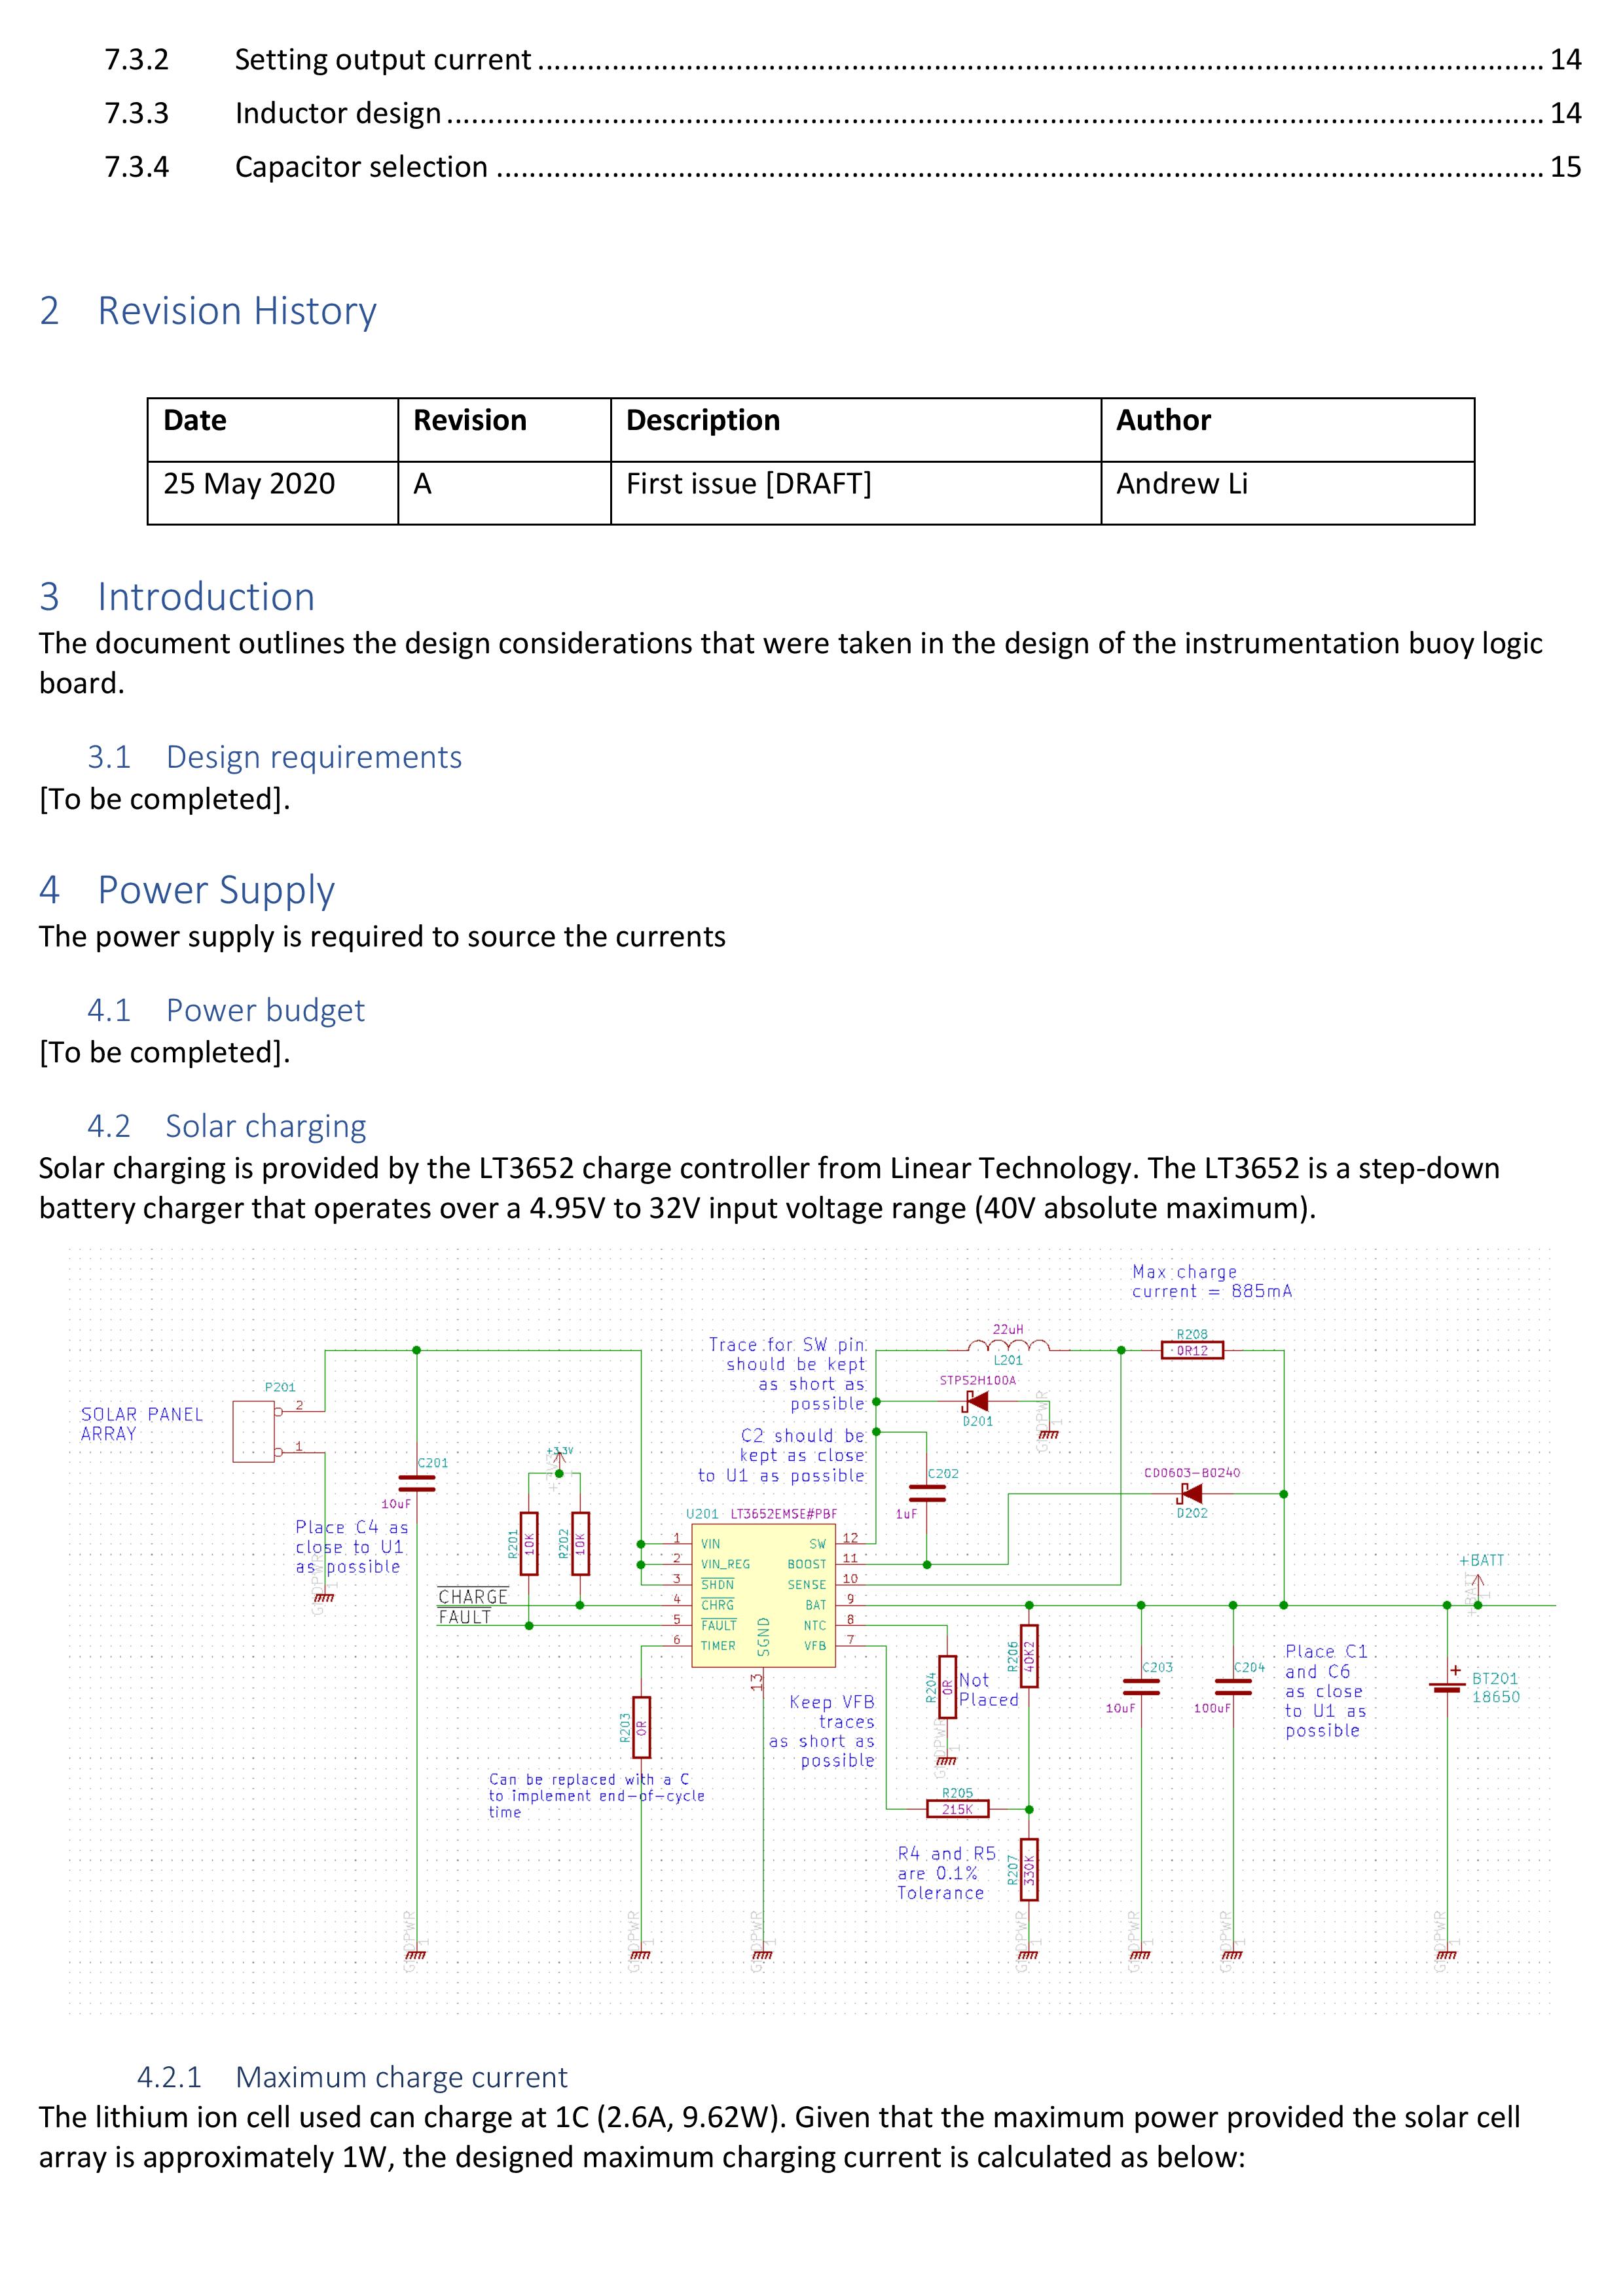 7.3.2 Setting output current 14
7.3.3 Inductor design 14
7.3.4 Capacitor selection 15
2 Revision History
Date Revision Description Author
25 May 2020 A First issue [DRAFT] Andrew Li
3 Introduction
The document outlines the design considerations that were taken in the design of the instrumentation buoy logic
board.
3.1 Design requirements
[To be completed].
4 Power Supply
The power supply is required to source the currents
4.1 Power budget
[To be completed].
4.2 Solar charging
Solar charging is provided by the LT3652 charge controller from Linear Technology. The LT3652 is a step-down
battery charger that operates over a 4.95V to 32V input voltage range (40V absolute maximum).
Max charge
current = 885mA
22uH
L201
R208
0R12
Trace for SW pin
should be kept
as short as
possible
STPS2H100A
D201
GNDPWR
1
P201
2
1
SOLAR PANEL
ARRAY
C2 should be
kept as close
to U1 as possible
C202
1uF
CD0603-B0240
D202
C201
10uF
+3.3V
Place C4 as
close to U1
as possible
GNDPWR
1
R201
10K
R202
10K
U201 LT3652EMSE#PBF
1 VIN SW 12
2 VIN_REG BOOST 11
3 SHDN SENSE 10
4 CHRG BAT 9
5 FAULT NTC 8
6 TIMER VFB 7
SGND
13
CHARGE
FAULT
+BATT
+BATT
1
R203
0R
Can be replaced with a C
to implement end-of-cycle
time
Keep VFB
traces
as short as
possible
R204
0R
Not
Placed
GNDPWR
1
R206
40K2
C203
10uF
C204
100uF
Place C1
and C6
as close
to U1 as
possible
+
BT201
18650
R205
215K
R4 and R5
are 0.1%
Tolerance
R207
330K
GNDPWR
1
GNDPWR
1
GNDPWR
1
GNDPWR
1
GNDPWR
1
GNDPWR
1
GNDPWR
1
4.2.1 Maximum charge current
The lithium ion cell used can charge at 1C (2.6A, 9.62W). Given that the maximum power provided the solar cell
array is approximately 1W, the designed maximum charging current is calculated as below: